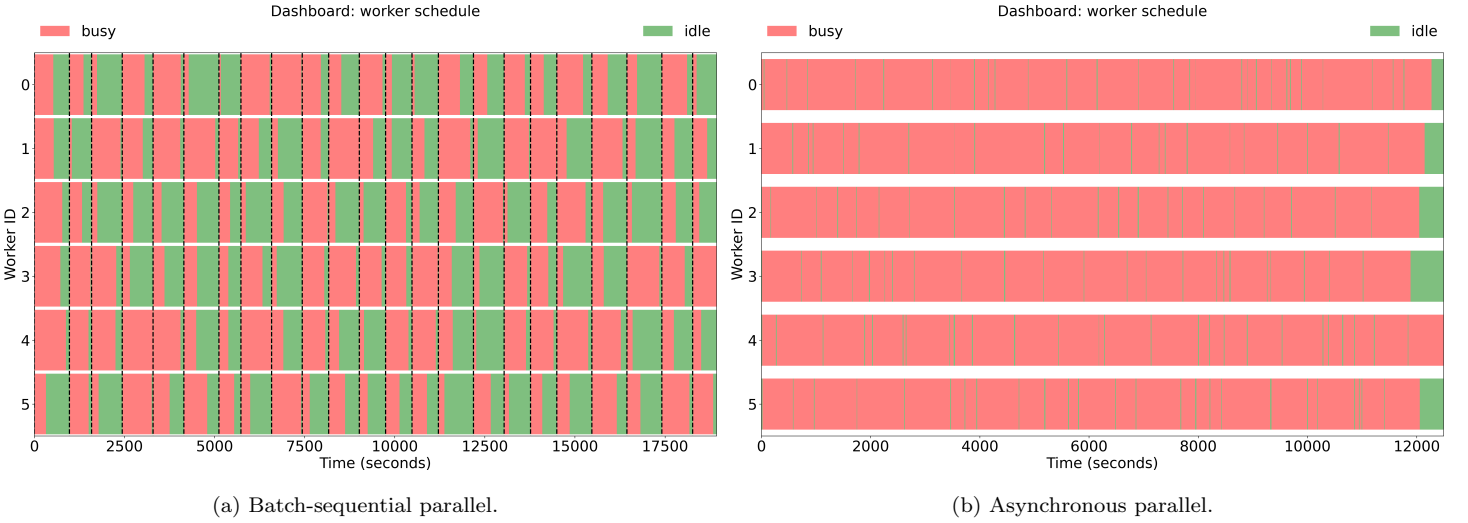 Dashboard: worker schedule
busy idle
Worker ID
0
1
2
3
4
5
0 2500 5000 7500 10000 12500 15000 17500
Time (seconds)
(a) Batch-sequential parallel.
Dashboard: worker schedule
busy idle
Worker ID
0
1
2
3
4
5
0 2000 4000 6000 8000 10000 12000
Time (seconds)
(b) Asynchronous parallel.